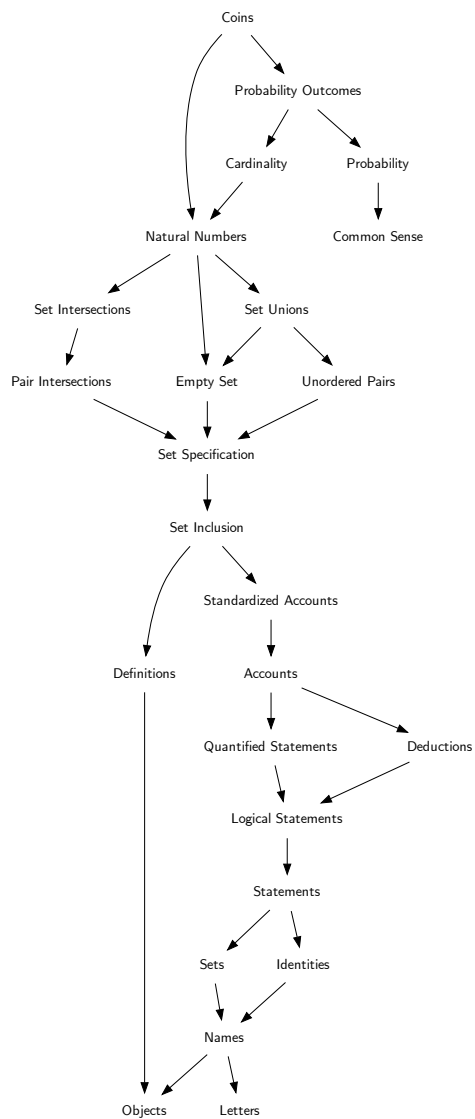 Coins
Probability Outcomes
Cardinality
Probability
Natural Numbers
Common Sense
Set Intersections
Set Unions
Pair Intersections
Empty Set
Unordered Pairs
Set Specification
Set Inclusion
Standardized Accounts
Definitions
Accounts
Quantified Statements
Deductions
Logical Statements
Statements
Sets
Identities
Names
Objects
Letters